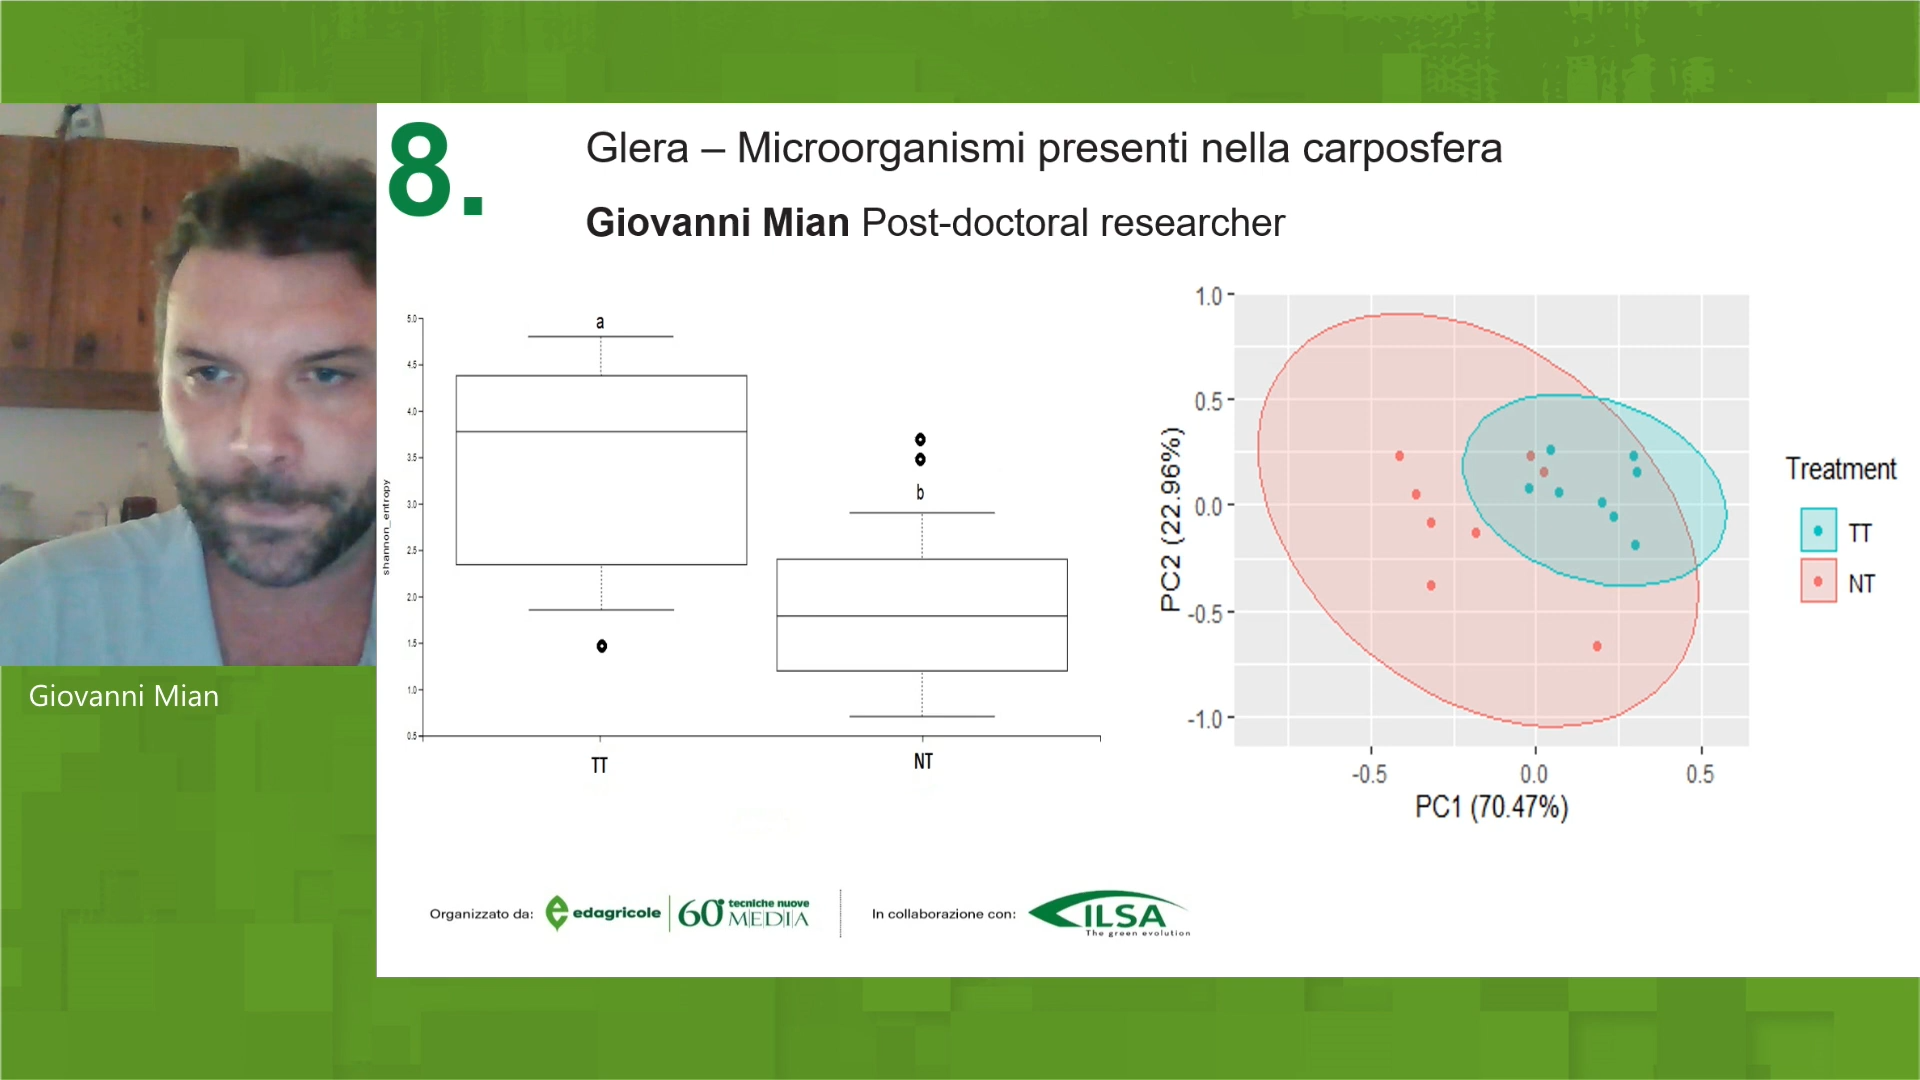 8.
Glera – Microorganismi presenti nella carposfera
Giovanni Mian Post-doctoral researcher
Giovanni Mian
shannon_entropy
5.0
4.5
4.0
3.5
3.0
2.5
2.0
1.5
1.0
0.5
a
b
TT
NT
PC2 (22.96%)
1.0
0.5
0.0
-0.5
-1.0
-0.5
0.0
0.5
PC1 (70.47%)
Treatment
TT
NT
Organizzato da:
edagricole
60° tecniche nuove
MEDIA
In collaborazione con:
ILSA
The green evolution